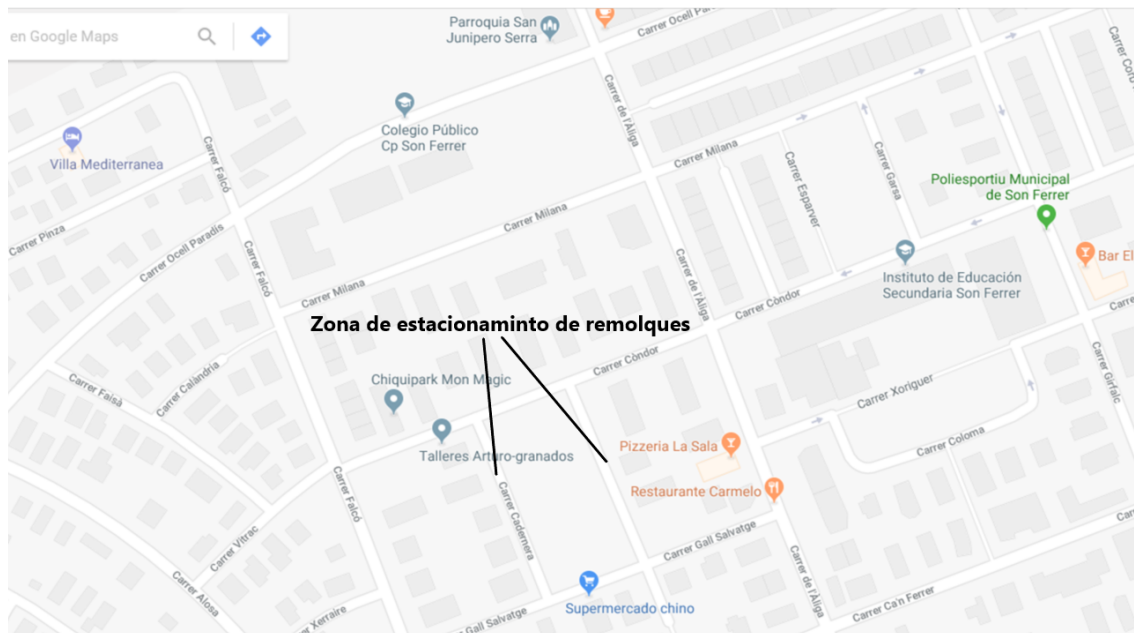 en Google Maps
Parroquia San
Junipero Serra
Carrer Ocell Par
Carrer Corb
Colegio Público
Cp Son Ferrer
Carrer de l'Àliga
Villa Mediterranea
Carrer Falcó
Carrer Milana
Carrer Esparver
Carrer Garsa
Poliesportiu Municipal
de Son Ferrer
Carrer Pinza
Carrer Ocell Paradis
Carrer Milana
Carrer Falcó
Carrer de l'Àliga
Bar El
Instituto de Educación
Secundaria Son Ferrer
Carrer Milana
Carrer Còndor
Carre
Zona de estacionaminto de remolques
Carrer Calàndria
Carrer Faisà
Chiquipark Mon Magic
Carrer Còndor
Carrer Xoriguer
Carrer Girfalc
Talleres Arturo-granados
Pizzeria La Sala
Carrer Coloma
Carrer Falcó
Carrer Cadernera
Restaurante Carmelo
Carrer Vitrac
Carrer Gall Salvatge
Carrer de l'Àliga
Carrer Alosa
Supermercado chino
Carrer Ca'n Ferrer
Xerraire
Gall Salvatge